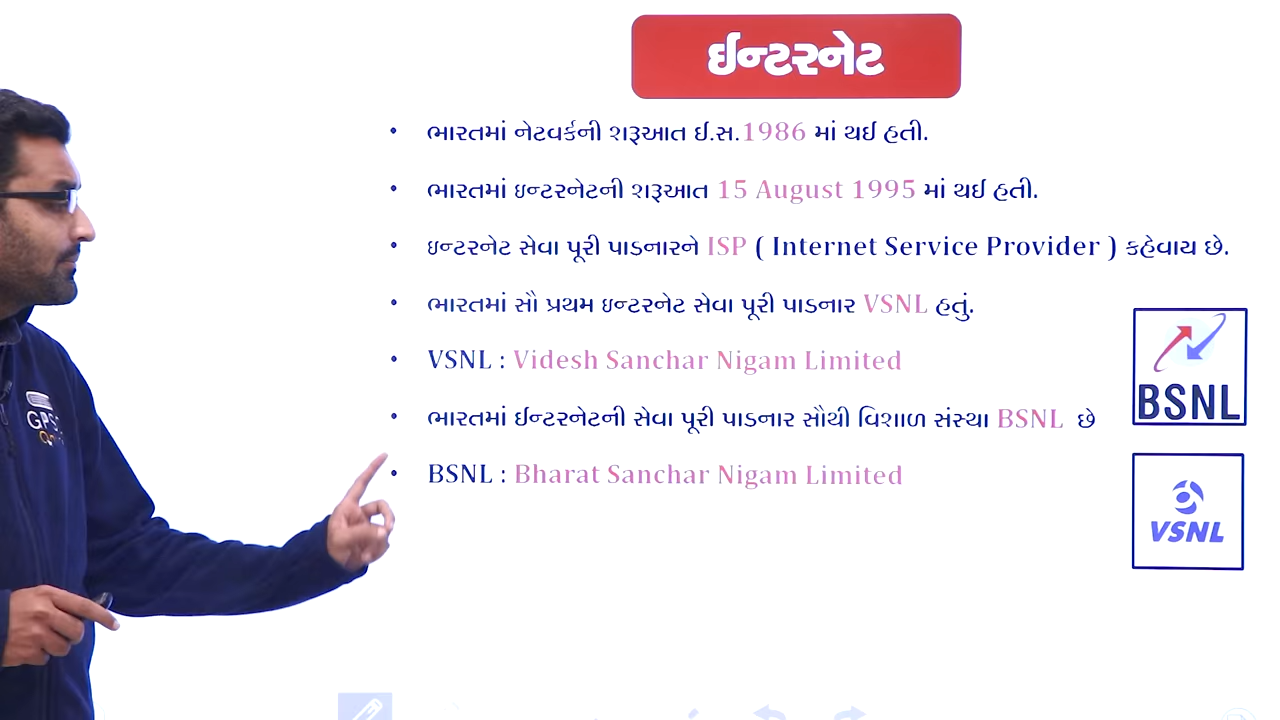 ઈન્ટરનેટ
• ભારતમાં નેટવર્કની શરૂઆત ઈ.સ.1986 માં થઈ હતી.
• ભારતમાં ઇન્ટરનેટની શરૂઆત 15 August 1995 માં થઈ હતી.
• ઇન્ટરનેટ સેવા પૂરી પાડનારને ISP ( Internet Service Provider ) કહેવાય છે.
• ભારતમાં સૌ પ્રથમ ઇન્ટરનેટ સેવા પૂરી પાડનાર VSNL હતું.
• VSNL : Videsh Sanchar Nigam Limited
• ભારતમાં ઈન્ટરનેટની સેવા પૂરી પાડનાર સૌથી વિશાળ સંસ્થા BSNL છે
• BSNL : Bharat Sanchar Nigam Limited
BSNL
VSNL